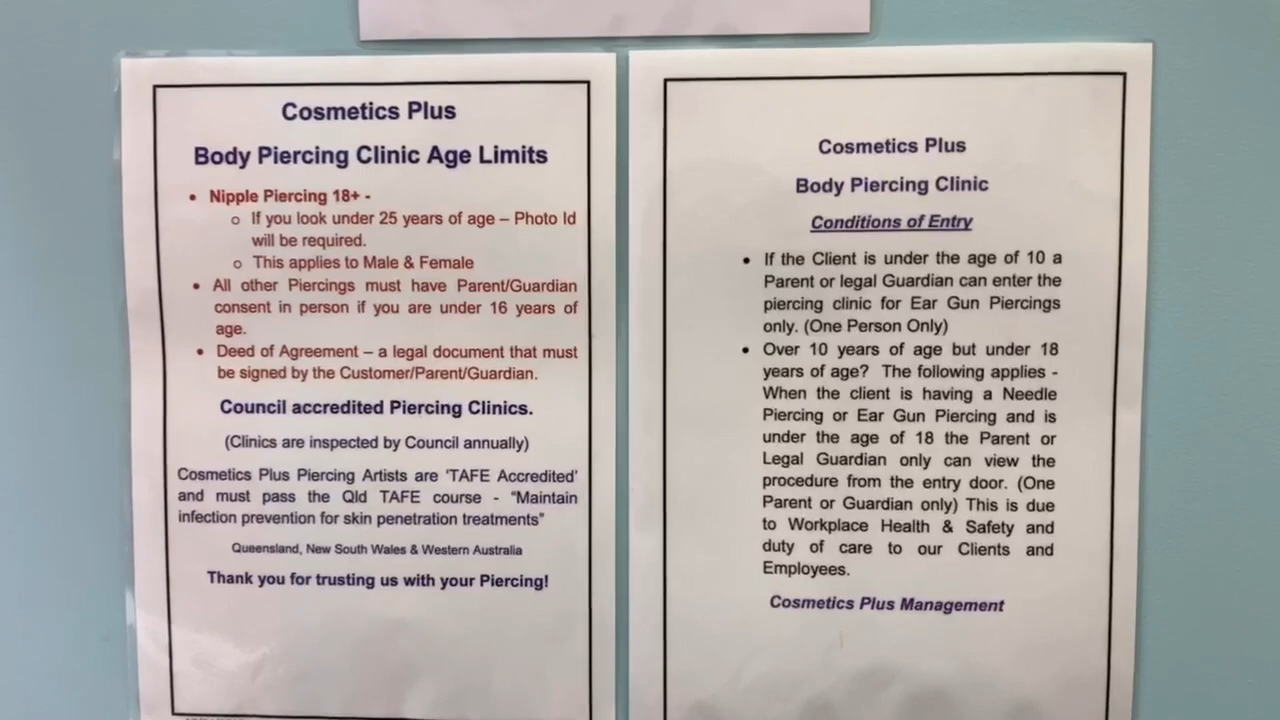 Cosmetics Plus
Body Piercing Clinic Age Limits
• Nipple Piercing 18+ -
o If you look under 25 years of age – Photo Id
will be required.
o This applies to Male & Female
• All other Piercings must have Parent/Guardian
consent in person if you are under 16 years of
age.
• Deed of Agreement – a legal document that must
be signed by the Customer/Parent/Guardian.
Council accredited Piercing Clinics.
(Clinics are inspected by Council annually)
Cosmetics Plus Piercing Artists are 'TAFE Accredited'
and must pass the Qld TAFE course - "Maintain
infection prevention for skin penetration treatments"
Queensland, New South Wales & Western Australia
Thank you for trusting us with your Piercing!
Cosmetics Plus
Body Piercing Clinic
Conditions of Entry
• If the Client is under the age of 10 a
Parent or legal Guardian can enter the
piercing clinic for Ear Gun Piercings
only. (One Person Only)
• Over 10 years of age but under 18
years of age? The following applies -
When the client is having a Needle
Piercing or Ear Gun Piercing and is
under the age of 18 the Parent or
Legal Guardian only can view the
procedure from the entry door. (One
Parent or Guardian only) This is due
to Workplace Health & Safety and
duty of care to our Clients and
Employees.
Cosmetics Plus Management